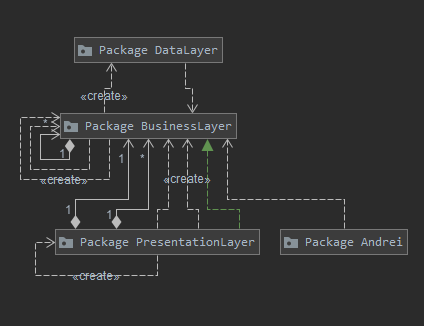 Package DataLayer
«create»
*
Package BusinessLayer
1
«create»
1
*
«create»
1
1
Package PresentationLayer
Package Andrei
«create»